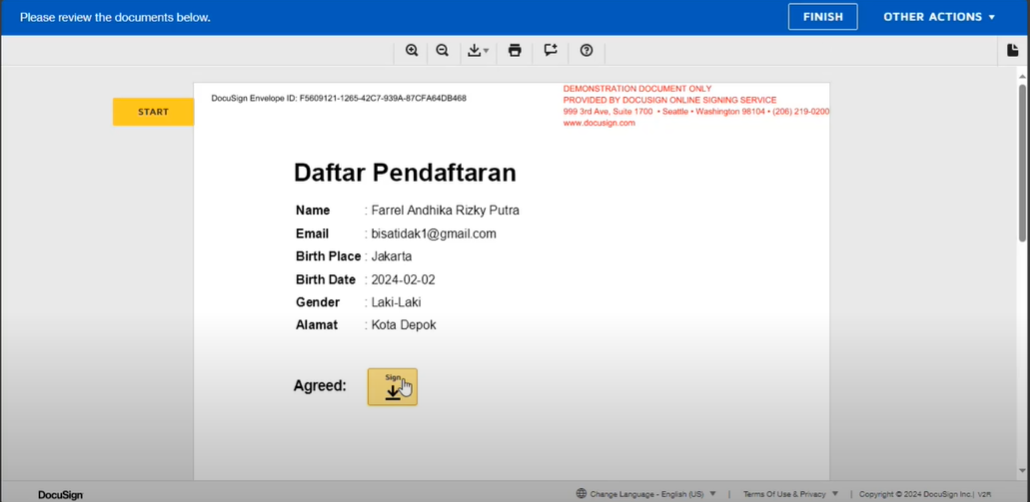 Please review the documents below.
FINISH
OTHER ACTIONS
START
DocuSign Envelope ID: F5609121-1265-42C7-939A-87CFA64DB468
DEMONSTRATION DOCUMENT ONLY
PROVIDED BY DOCUSIGN ONLINE SIGNING SERVICE
999 3rd Ave, Suite 1700 • Seattle • Washington 98104 • (206) 219-0200
www.docusign.com
Daftar Pendaftaran
Name : Farrel Andhika Rizky Putra
Email : bisatidak1@gmail.com
Birth Place : Jakarta
Birth Date : 2024-02-02
Gender : Laki-Laki
Alamat : Kota Depok
Agreed:
Sign
DocuSign
Change Language - English (US) | Terms Of Use & Privacy | Copyright © 2024 DocuSign Inc. | V2R